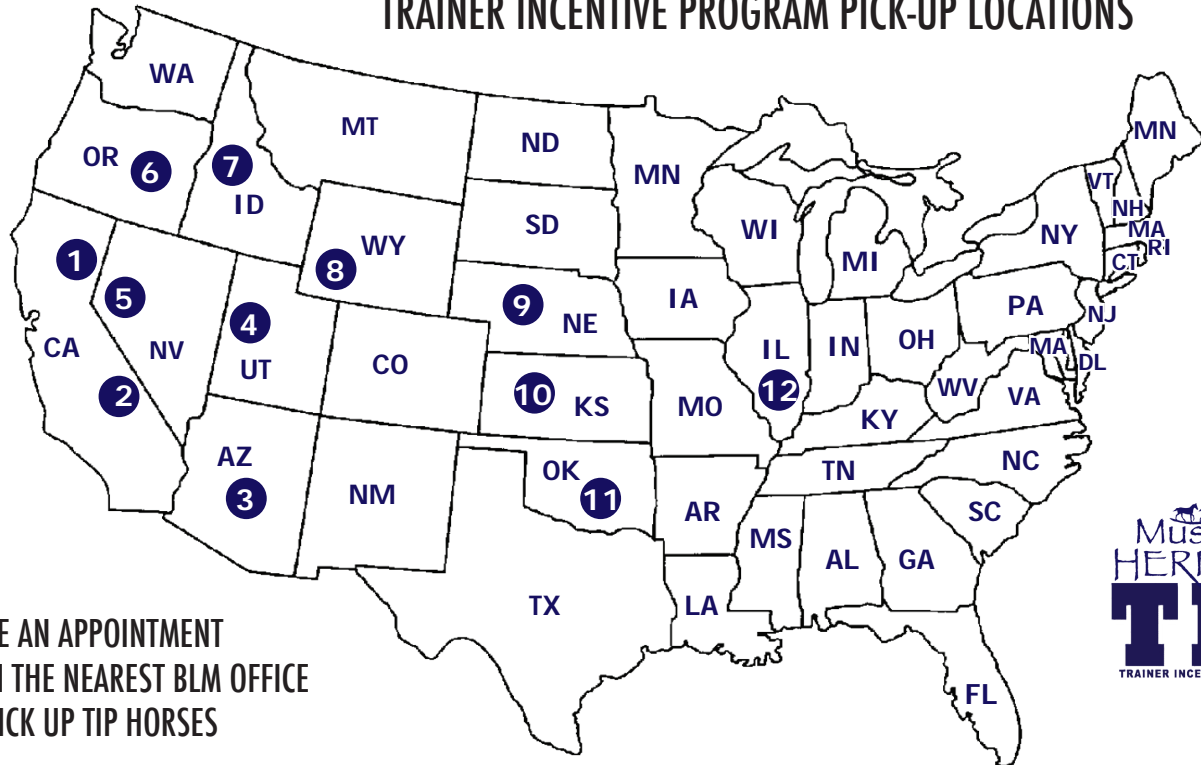 TRAINER INCENTIVE PROGRAM PICK-UP LOCATIONS
WA
MT
ND
MN
MN
OR 6
7
ID
VT
NH
SD
WI
NY
MA
RI
1
WY
8
MI
CT
5
9
NE
IA
PA
NJ
4
CA
NV
UT
CO
IL
IN
OH
MA
DL
2
10
KS
MO
12
WV
VA
KY
AZ
3
NM
OK
11
TN
NC
AR
SC
MS
AL
GA
Mus
HER
TX
LA
T
TRAINER INCE
FL
E AN APPOINTMENT
THE NEAREST BLM OFFICE
ICK UP TIP HORSES